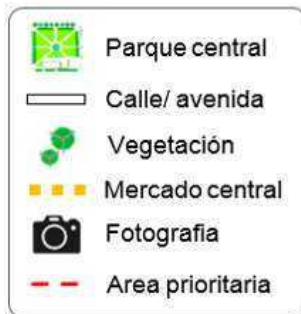 Parque central
Calle/ avenida
Vegetación
Mercado central
Fotografia
Area prioritaria